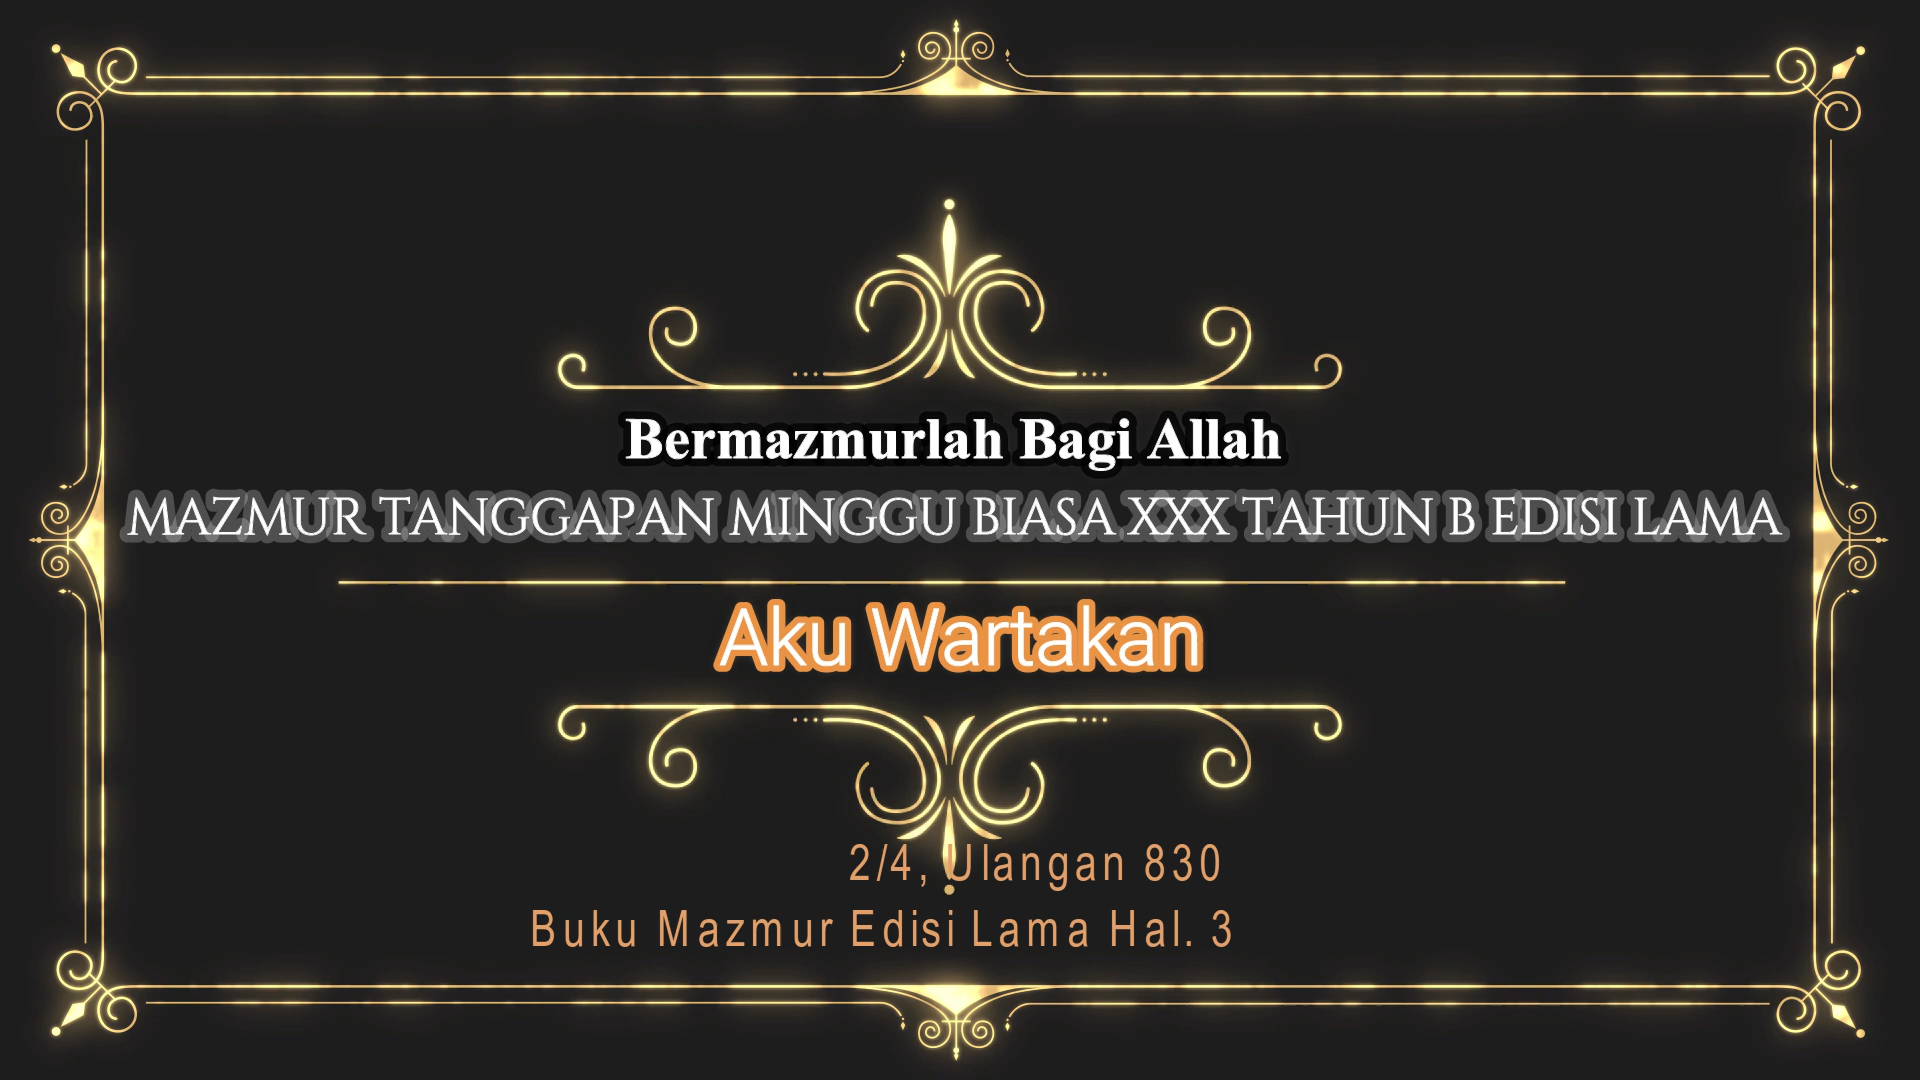 Bermazmurlah Bagi Allah
MAZMUR TANGGAPAN MINGGU BIASA XXX TAHUN B EDISI LAMA
Aku Wartakan
2/4, Ulangan 830
Buku Mazmur Edisi Lama Hal. 3